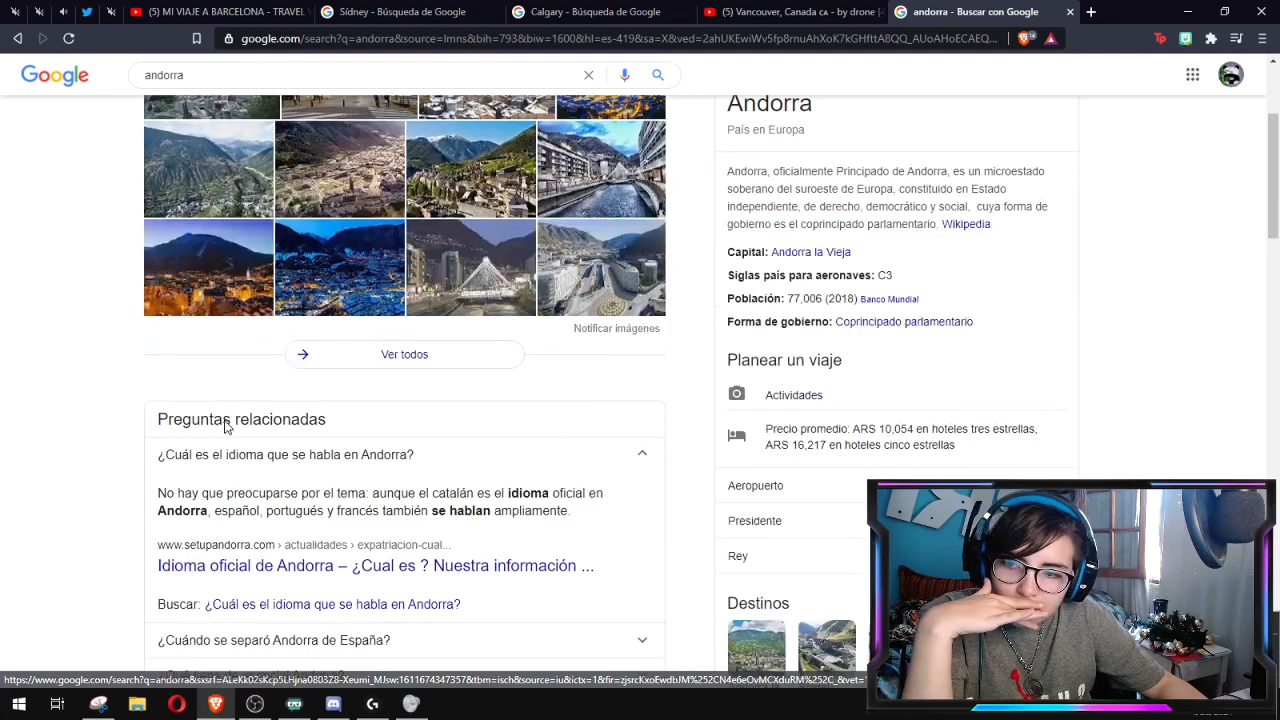 (5) MI VIAJE A BARCELONA - TRAVEL
Sídney - Búsqueda de Google
Calgary - Búsqueda de Google
(5) Vancouver, Canada CA - by drone [
andorra - Buscar con Google
google.com/search?q=andorra&source=lmns&bih=793&biw=1600&hl=es-419&sa=X&ved=2ahUKEwiWv5fp8rnuAhXoK7kGHfttA8QQ_AUoAHoECAEQ...
14
Google
andorra
Andorra
País en Europa
Andorra, oficialmente Principado de Andorra, es un microestado
soberano del suroeste de Europa, constituido en Estado
independiente, de derecho, democrático y social, cuya forma de
gobierno es el coprincipado parlamentario. Wikipedia
Capital: Andorra la Vieja
Siglas país para aeronaves: C3
Población: 77,006 (2018) Banco Mundial
Forma de gobierno: Coprincipado parlamentario
Planear un viaje
Actividades
Precio promedio: ARS 10,054 en hoteles tres estrellas,
ARS 16,217 en hoteles cinco estrellas
Aeropuerto
Presidente
Rey
Destinos
Notificar imágenes
Ver todos
Preguntas relacionadas
¿Cuál es el idioma que se habla en Andorra?
No hay que preocuparse por el tema: aunque el catalán es el idioma oficial en
Andorra, español, portugués y francés también se hablan ampliamente.
www.setupandorra.com › actualidades › expatriacion-cual...
Idioma oficial de Andorra – ¿Cual es ? Nuestra información ...
Buscar: ¿Cuál es el idioma que se habla en Andorra?
¿Cuándo se separó Andorra de España?